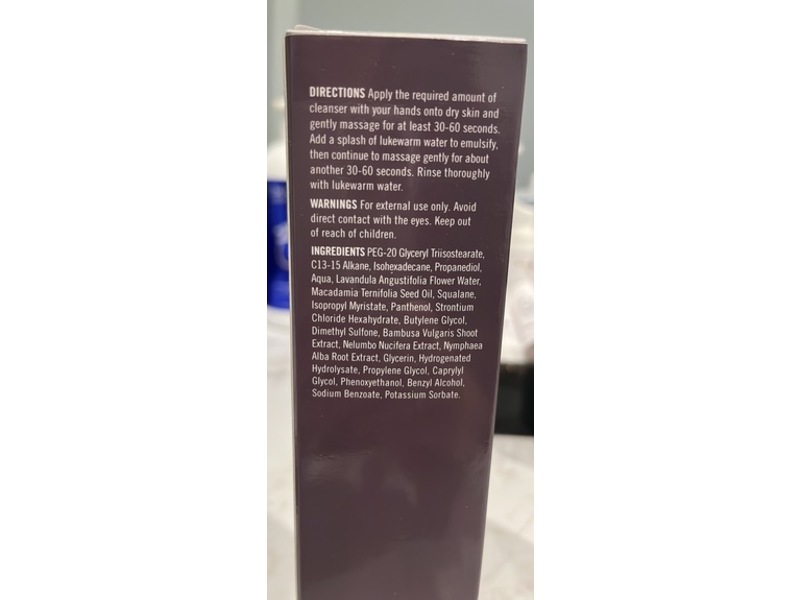 DIRECTIONS Apply the required amount of
cleanser with your hands onto dry skin and
gently massage for at least 30-60 seconds.
Add a splash of lukewarm water to emulsify,
then continue to massage gently for about
another 30-60 seconds. Rinse thoroughly
with lukewarm water.
WARNINGS For external use only. Avoid
direct contact with the eyes. Keep out
of reach of children.
INGREDIENTS PEG-20 Glyceryl Triisostearate,
C13-15 Alkane, Isohexadecane, Propanediol,
Aqua, Lavandula Angustifolia Flower Water,
Macadamia Ternifolia Seed Oil, Squalane,
Isopropyl Myristate, Panthenol, Strontium
Chloride Hexahydrate, Butylene Glycol,
Dimethyl Sulfone, Bambusa Vulgaris Shoot
Extract, Nelumbo Nucifera Extract, Nymphaea
Alba Root Extract, Glycerin, Hydrogenated
Hydrolysate, Propylene Glycol, Caprylyl
Glycol, Phenoxyethanol, Benzyl Alcohol,
Sodium Benzoate, Potassium Sorbate.